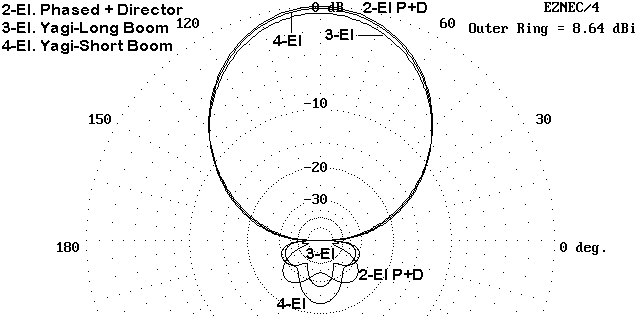 2-El. Phased + Director
3-El. Yagi-Long Boom
4-El. Yagi-Short Boom
120
0 dB
2-El P+D
60
EZNEC/4
Outer Ring = 8.64 dBi
4-El
3-El
-10
150
30
-20
-30
180
0 deg.
3-El
2-El P+D
4-El